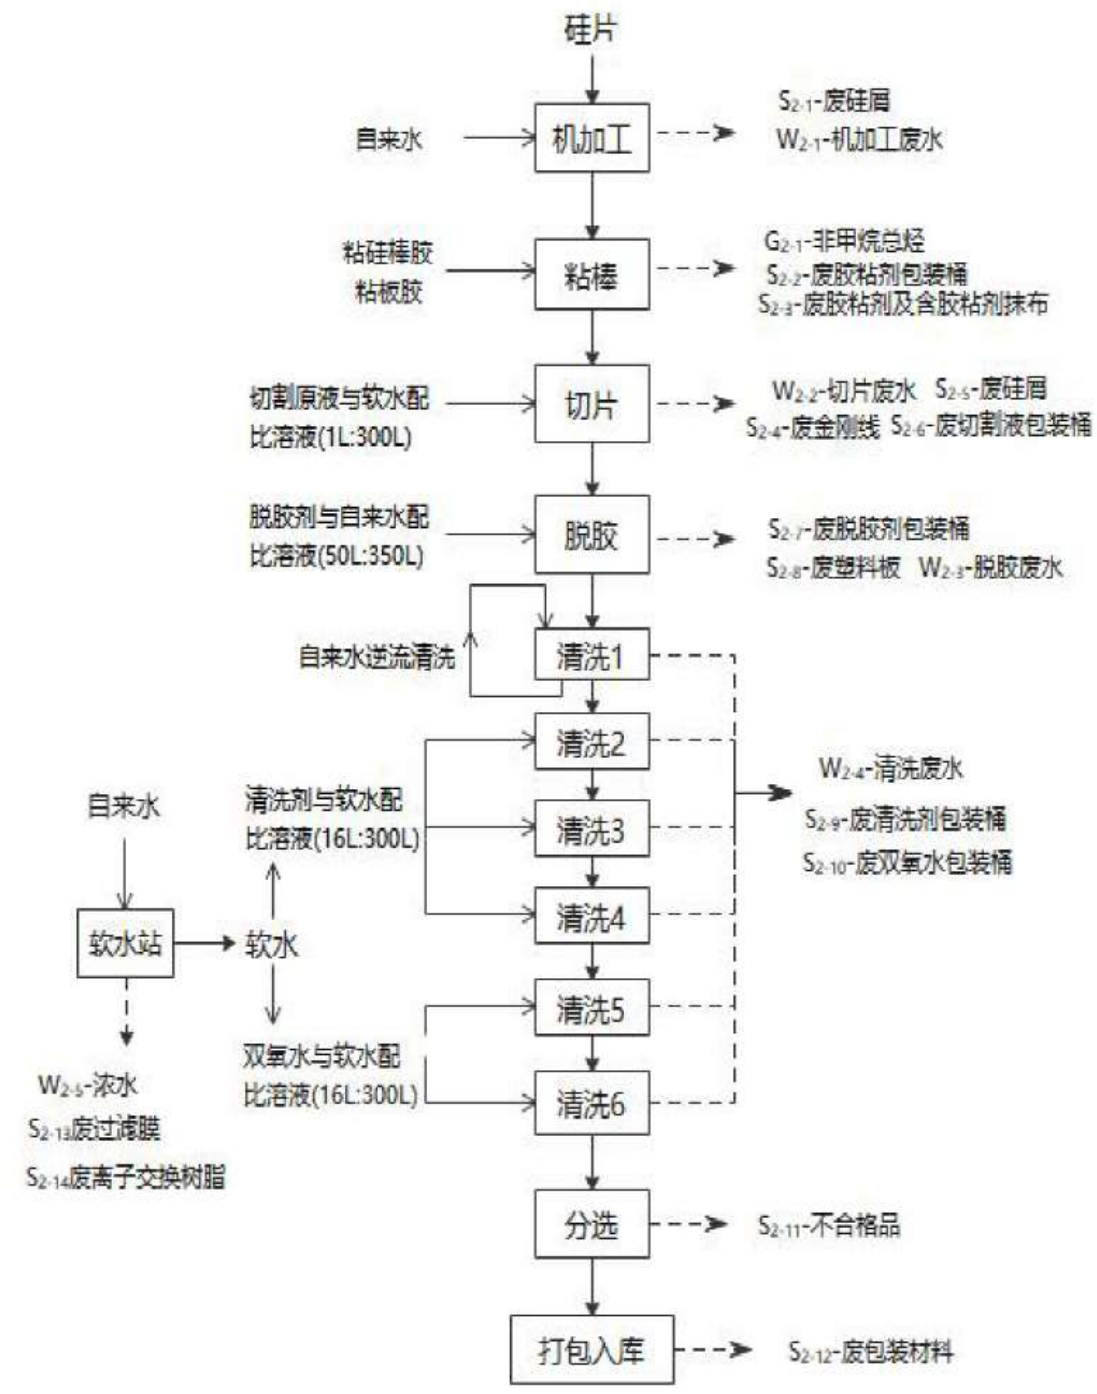 硅片
自来水
机加工
S2-1-废硅屑
W2-1-机加工废水
粘硅棒胶
粘板胶
粘棒
G2-1-非甲烷总烃
S2-2-废胶粘剂包装桶
S2-3-废胶粘剂及含胶粘剂抹布
切割原液与软水配
比溶液(1L:300L)
切片
W2-2-切片废水 S2-5-废硅屑
S2-4-废金刚线 S2-6-废切割液包装桶
脱胶剂与自来水配
比溶液(50L:350L)
脱胶
S2-7-废脱胶剂包装桶
S2-8-废塑料板 W2-3-脱胶废水
自来水逆流清洗
清洗1
清洗2
清洗3
清洗4
清洗5
清洗6
W2-4-清洗废水
S2-9-废清洗剂包装桶
S2-10-废双氧水包装桶
清洗剂与软水配
比溶液(16L:300L)
自来水
软水站
软水
双氧水与软水配
比溶液(16L:300L)
W2-5-浓水
S2-13废过滤膜
S2-14废离子交换树脂
分选
S2-11-不合格品
打包入库
S2-12-废包装材料